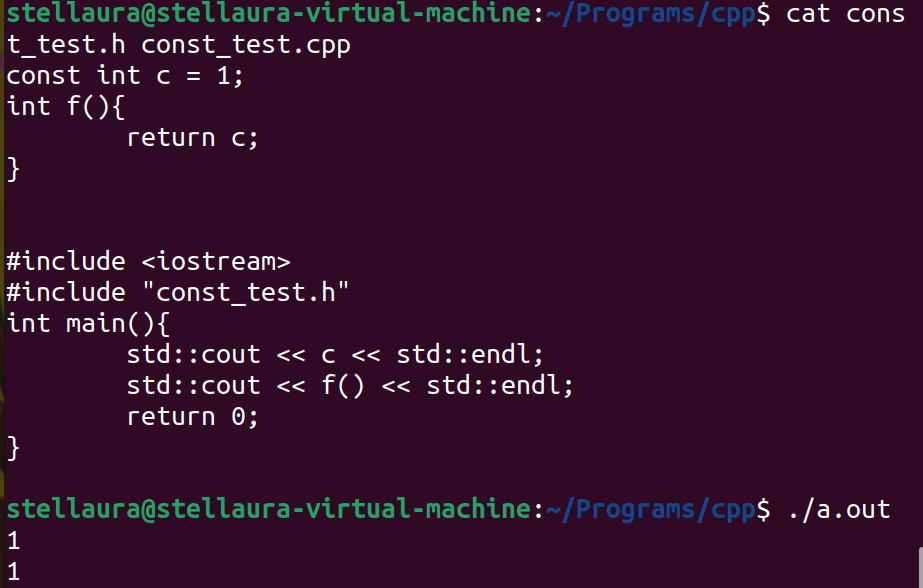 stellaura@stellaura-virtual-machine:~/Programs/cpp$ cat cons
t_test.h const_test.cpp
const int c = 1;
int f(){
        return c;
}
#include <iostream>
#include "const_test.h"
int main(){
        std::cout << c << std::endl;
        std::cout << f() << std::endl;
        return 0;
}
stellaura@stellaura-virtual-machine:~/Programs/cpp$ ./a.out
1
1